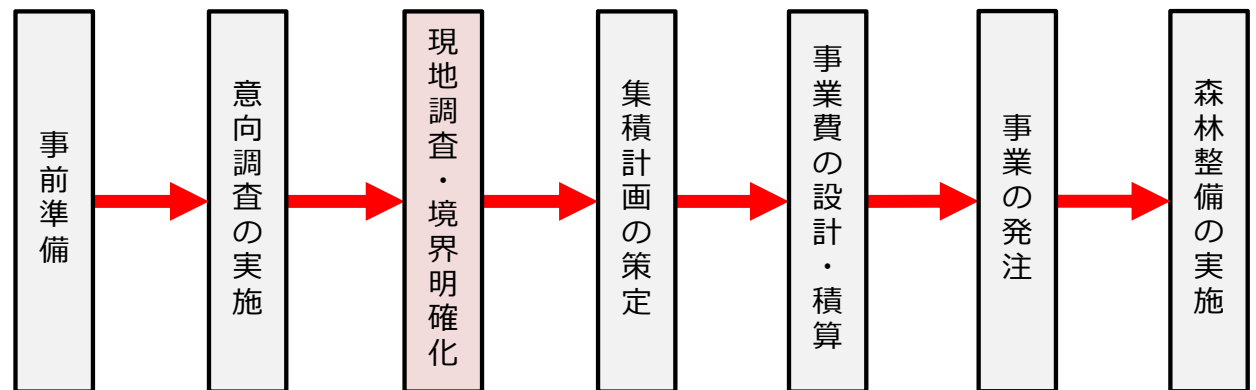 事前準備
意向調査の実施
現地調査・境界明確化
集積計画の策定
事業費の設計・積算
事業の発注
森林整備の実施